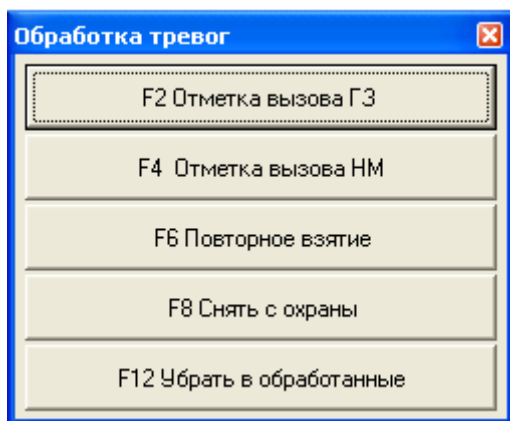 Обработка тревог
F2 Отметка вызова ГЗ
F4 Отметка вызова НМ
F6 Повторное взятие
F8 Снять с охраны
F12 Убрать в обработанные